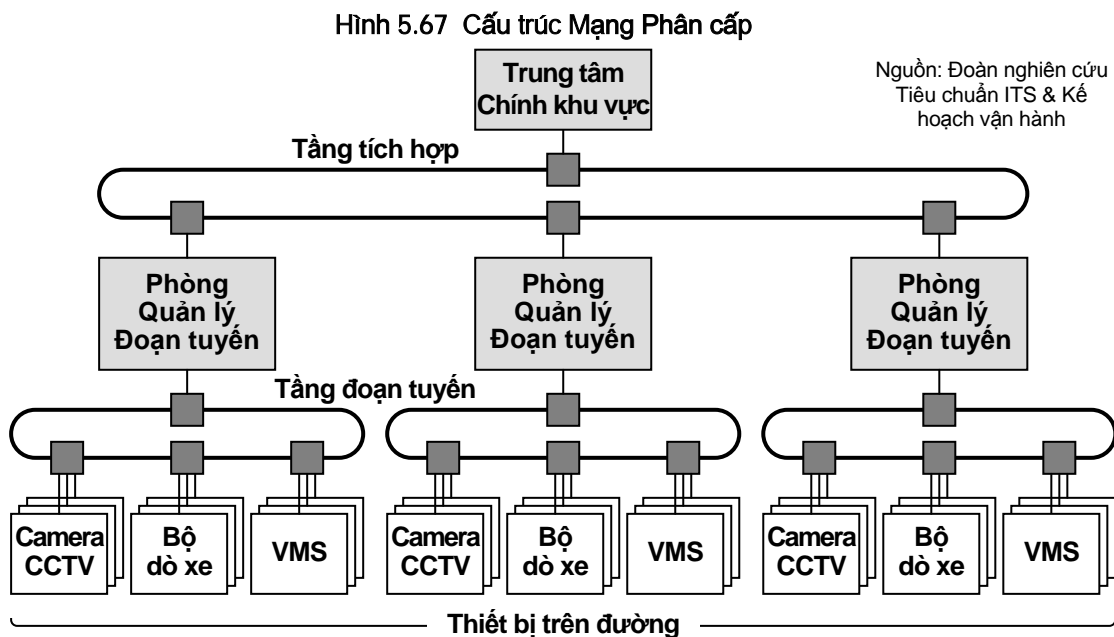 Hình 5.67 Cấu trúc Mạng Phân cấp
Trung tâm
Chính khu vực
Nguồn: Đoàn nghiên cứu
Tiêu chuẩn ITS & Kế
hoạch vận hành
Tầng tích hợp
Phòng
Quản lý
Đoạn tuyến
Phòng
Quản lý
Đoạn tuyến
Phòng
Quản lý
Đoạn tuyến
Tầng đoạn tuyến
Camera
CCTV
Bộ
dò xe
VMS
Camera
CCTV
Bộ
dò xe
VMS
Camera
CCTV
Bộ
dò xe
VMS
Thiết bị trên đường